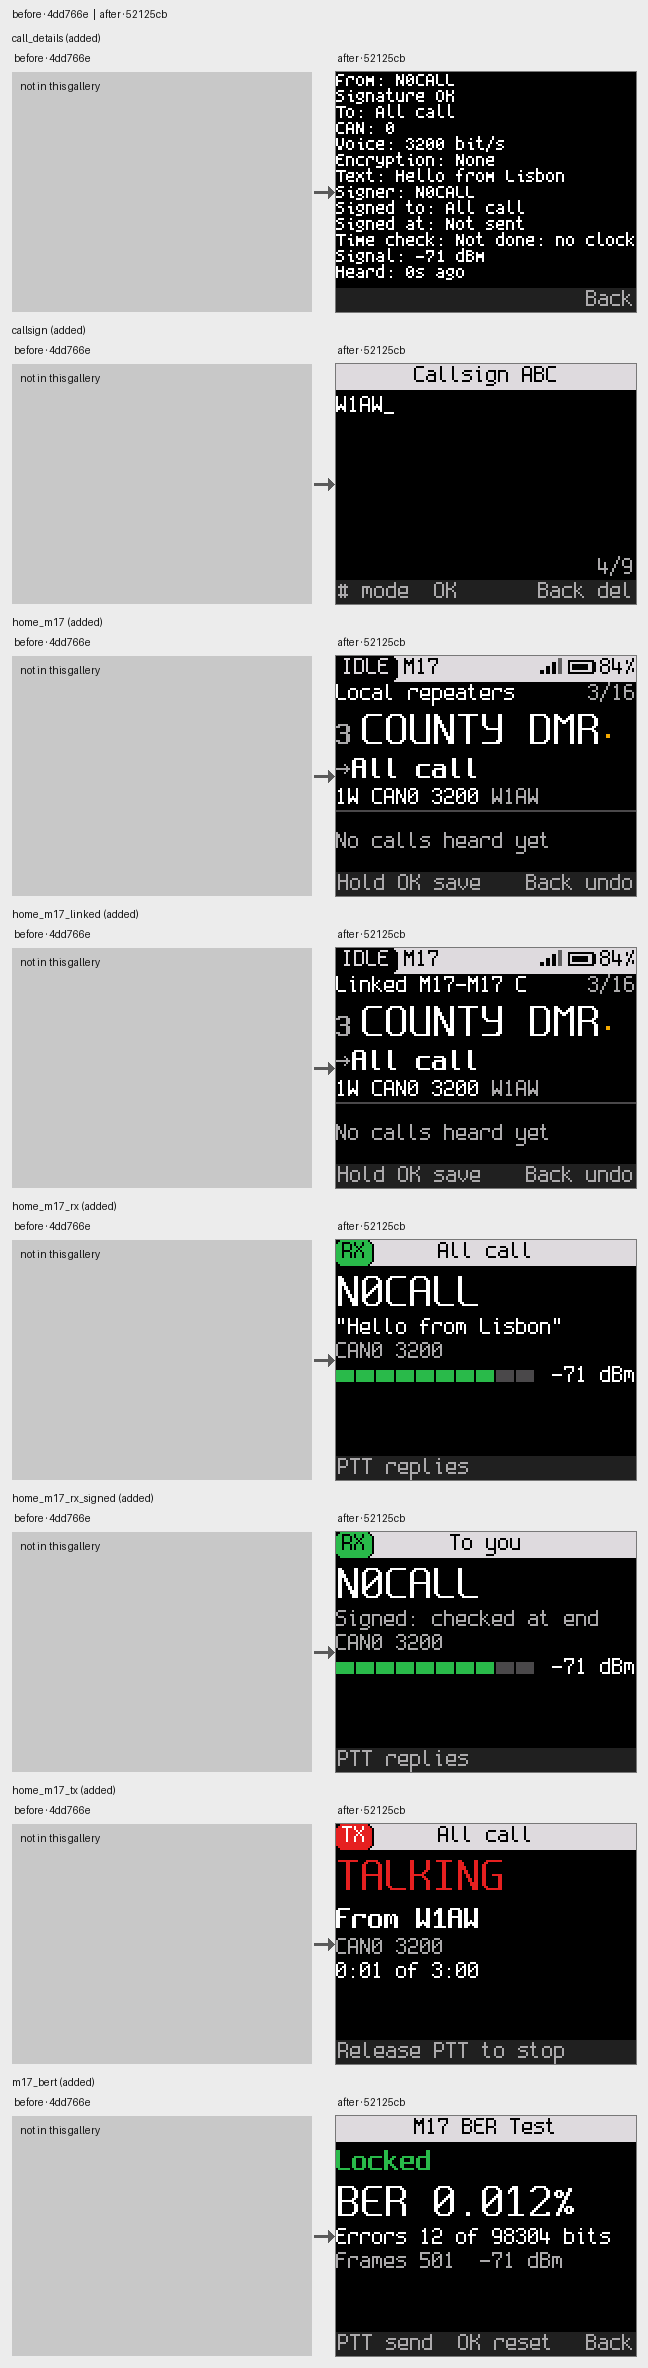 before · 4dd766e | after · 52125cb
call_details (added)
before · 4dd766e
after · 52125cb
not in this gallery
From: N0CALL
Signature OK
To: All call
CAN: 0
Voice: 3200 bit/s
Encryption: None
Text: Hello from Lisbon
Signer: N0CALL
Signed to: All call
Signed at: Not sent
Time check: Not done: no clock
Signal: -71 dBm
Heard: 0s ago
Back
callsign (added)
before · 4dd766e
after · 52125cb
not in this gallery
Callsign ABC
W1AW_
4/9
# mode OK Back del
home_m17 (added)
before · 4dd766e
after · 52125cb
not in this gallery
IDLE M17 84%
Local repeaters 3/16
3 COUNTY DMR
→All call
1W CAN0 3200 W1AW
No calls heard yet
Hold OK save Back undo
home_m17_linked (added)
before · 4dd766e
after · 52125cb
not in this gallery
IDLE M17 84%
Linked M17-M17 C 3/16
3 COUNTY DMR
→All call
1W CAN0 3200 W1AW
No calls heard yet
Hold OK save Back undo
home_m17_rx (added)
before · 4dd766e
after · 52125cb
not in this gallery
RX All call
N0CALL
"Hello from Lisbon"
CAN0 3200
-71 dBm
PTT replies
home_m17_rx_signed (added)
before · 4dd766e
after · 52125cb
not in this gallery
RX To you
N0CALL
Signed: checked at end
CAN0 3200
-71 dBm
PTT replies
home_m17_tx (added)
before · 4dd766e
after · 52125cb
not in this gallery
TX All call
TALKING
From W1AW
CAN0 3200
0:01 of 3:00
Release PTT to stop
m17_bert (added)
before · 4dd766e
after · 52125cb
not in this gallery
M17 BER Test
Locked
BER 0.012%
Errors 12 of 98304 bits
Frames 501 -71 dBm
PTT send OK reset Back